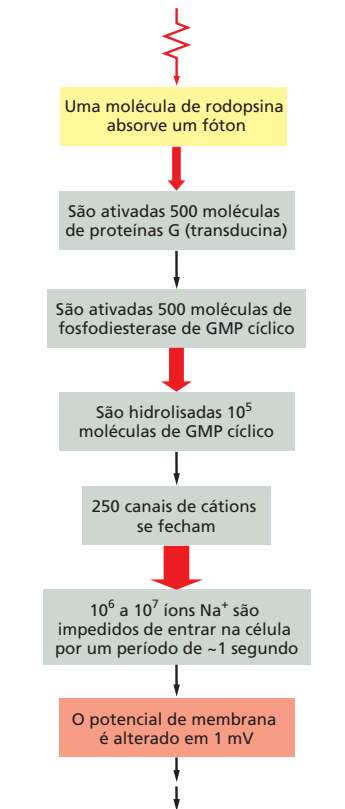 Uma molécula de rodopsina
absorve um fóton
São ativadas 500 moléculas
de proteínas G (transducina)
São ativadas 500 moléculas de
fosfodiesterase de GMP cíclico
São hidrolisadas 10⁵
moléculas de GMP cíclico
250 canais de cátions
se fecham
10⁶ a 10⁷ íons Na⁺ são
impedidos de entrar na célula
por um período de ~1 segundo
O potencial de membrana
é alterado em 1 mV